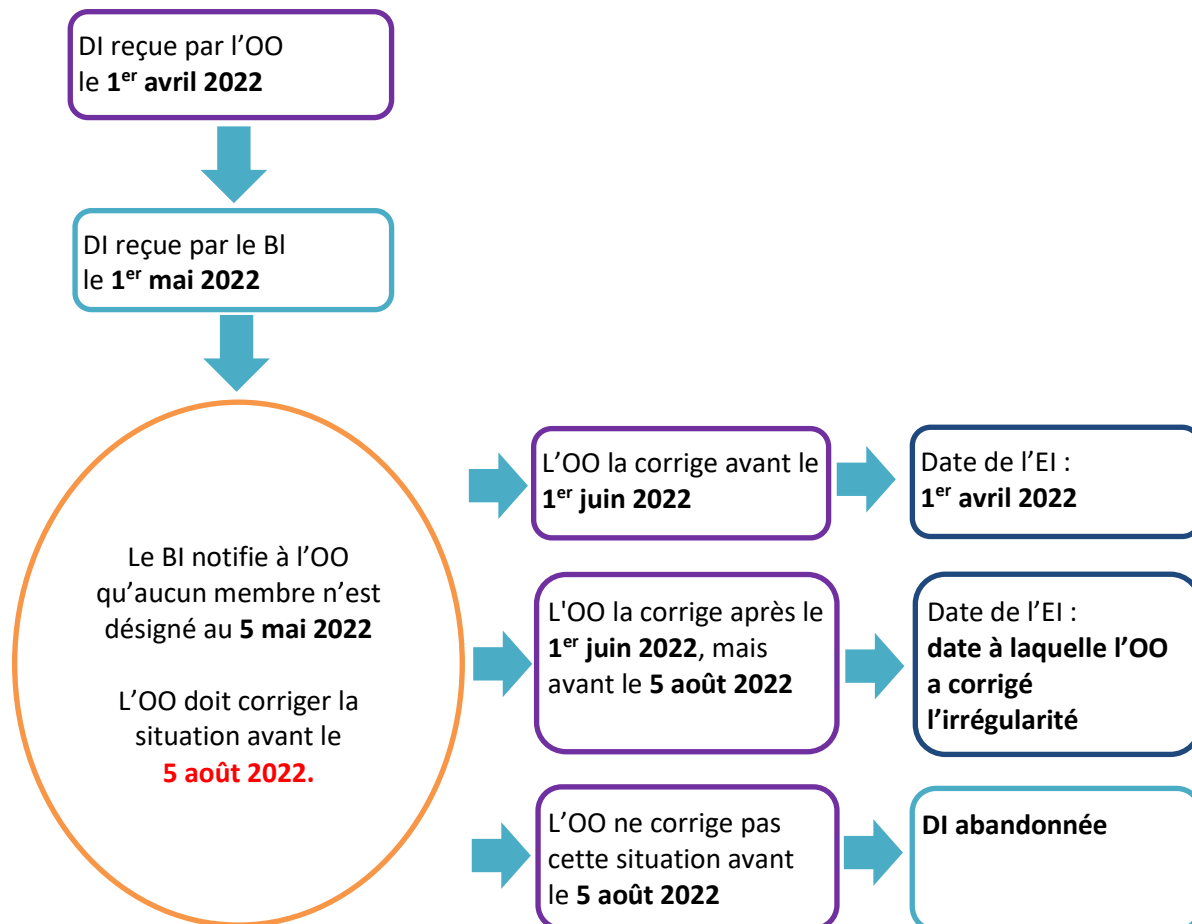 DI reçue par l’OO
le 1er avril 2022
DI reçue par le BI
le 1er mai 2022
Le BI notifie à l’OO
qu’aucun membre n’est
désigné au 5 mai 2022
L’OO doit corriger la
situation avant le
5 août 2022.
L’OO la corrige avant le
1er juin 2022
Date de l’EI :
1er avril 2022
L'OO la corrige après le
1er juin 2022, mais
avant le 5 août 2022
Date de l’EI :
date à laquelle l’OO
a corrigé
l’irrégularité
L’OO ne corrige pas
cette situation avant
le 5 août 2022
DI abandonnée